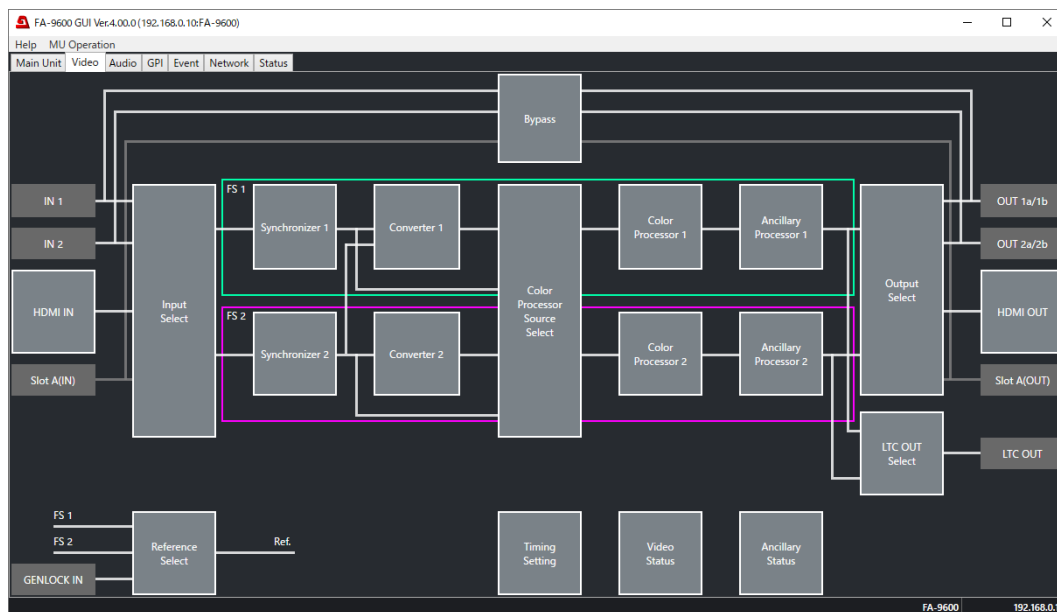 FA-9600 GUI Ver.4.00.0 (192.168.0.10:FA-9600)
Help MU Operation
Main Unit Video Audio GPI Event Network Status
Bypass
IN 1
IN 2
HDMI IN
Slot A(IN)
Input
Select
FS 1
Synchronizer 1
Converter 1
FS 2
Synchronizer 2
Converter 2
Color
Processor
Source
Select
Color
Processor 1
Ancillary
Processor 1
Color
Processor 2
Ancillary
Processor 2
Output
Select
OUT 1a/1b
OUT 2a/2b
HDMI OUT
Slot A(OUT)
LTC OUT
Select
LTC OUT
FS 1
FS 2
GENLOCK IN
Reference
Select
Ref.
Timing
Setting
Video
Status
Ancillary
Status
FA-9600